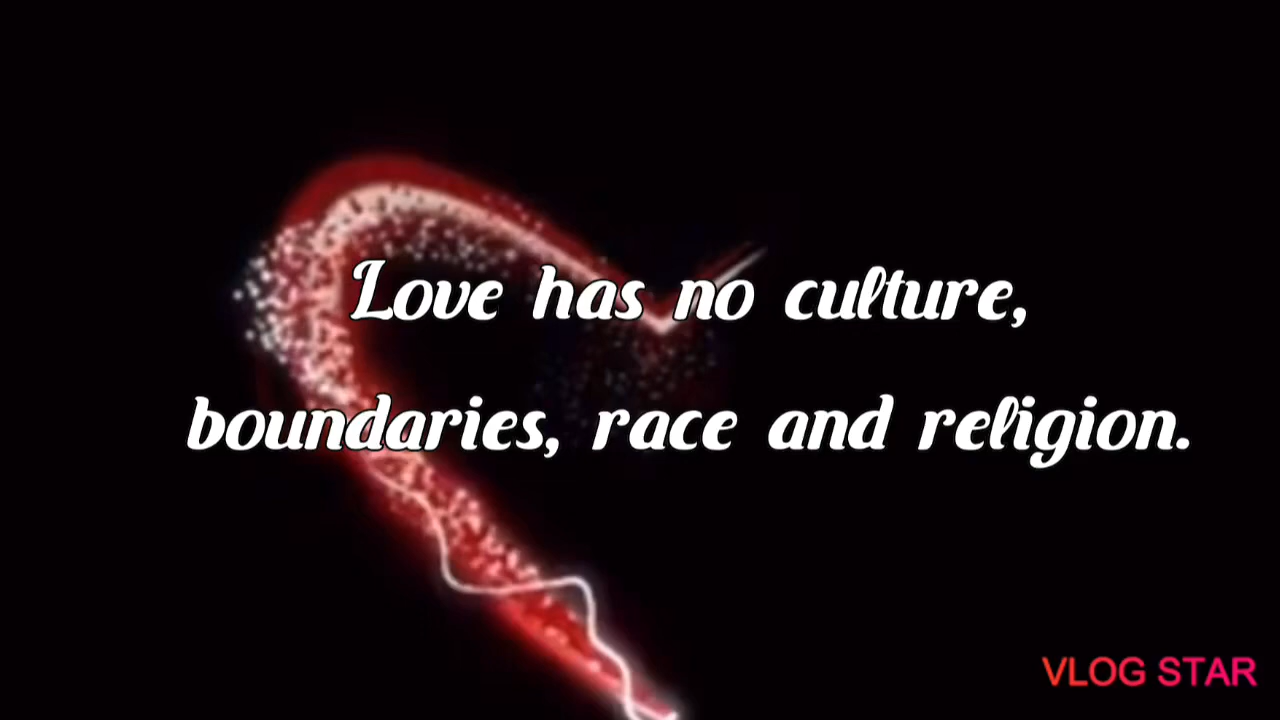 Love has no culture,
boundaries, race and religion.
VLOG STAR